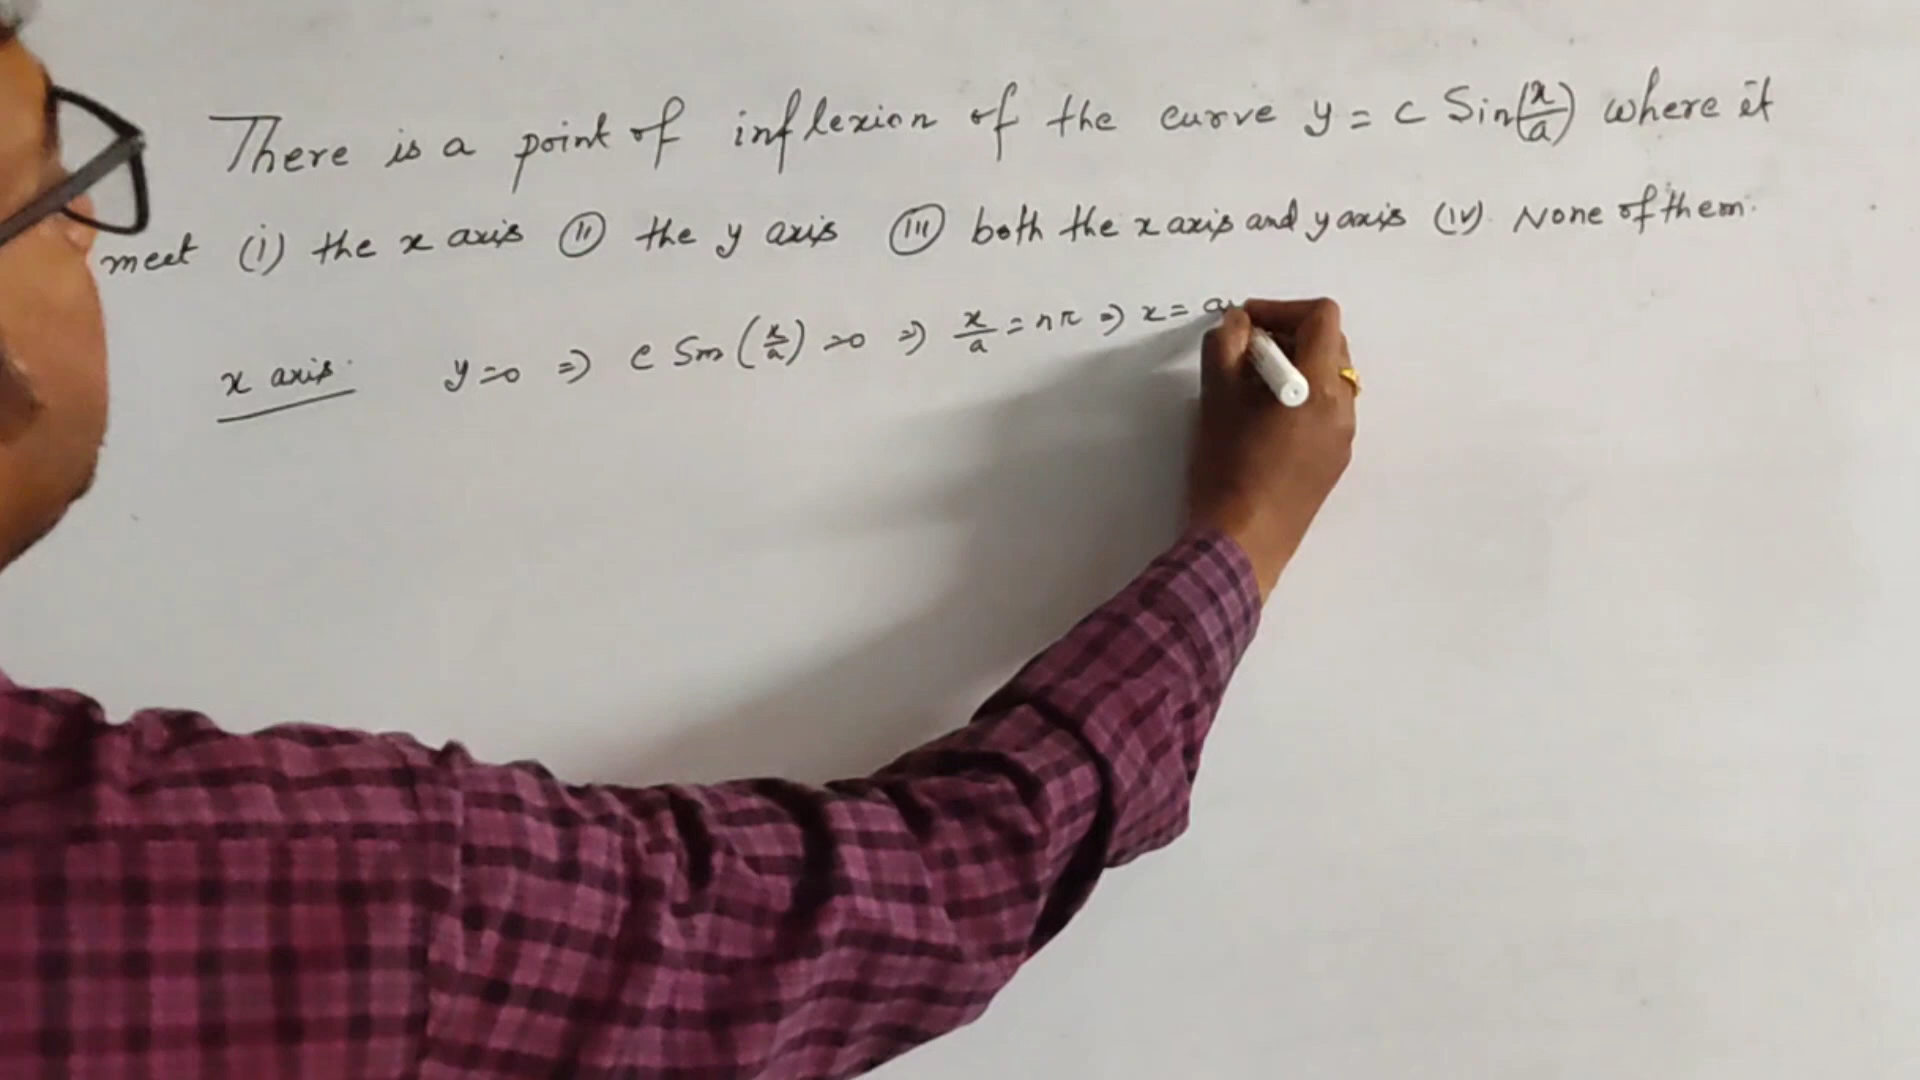 There is a point of inflexion of the curve y = c Sin(x/a) where it
meet (i) the x axis (ii) the y axis (iii) both the x axis and y axis (iv) None of them.
x axis. y=0 ⇒ c Sin (x/a) =0 ⇒ x/a = nπ ⇒ x = a